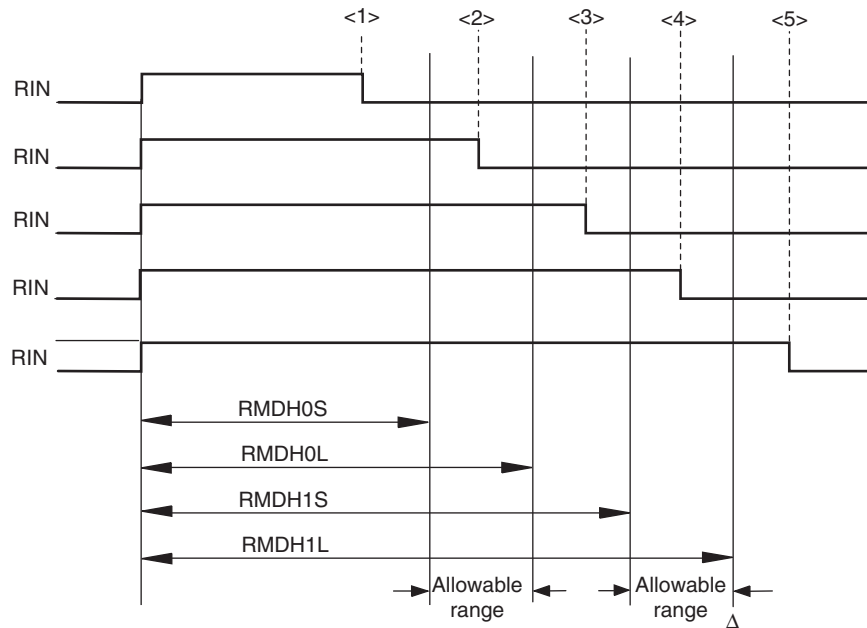 <1>
<2>
<3>
<4>
<5>
RIN
RIN
RIN
RIN
RIN
RMDH0S
RMDH0L
RMDH1S
RMDH1L
Allowable
range
Allowable
range
Δ